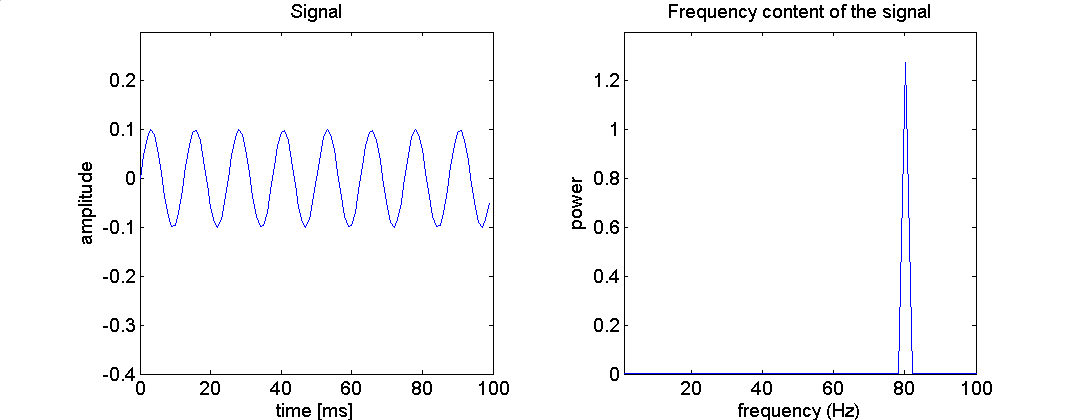 Signal
0.2
0.1
0
-0.1
-0.2
-0.3
-0.4
amplitude
0 20 40 60 80 100
time [ms]
Frequency content of the signal
1.2
1
0.8
0.6
0.4
0.2
0
power
20 40 60 80 100
frequency (Hz)